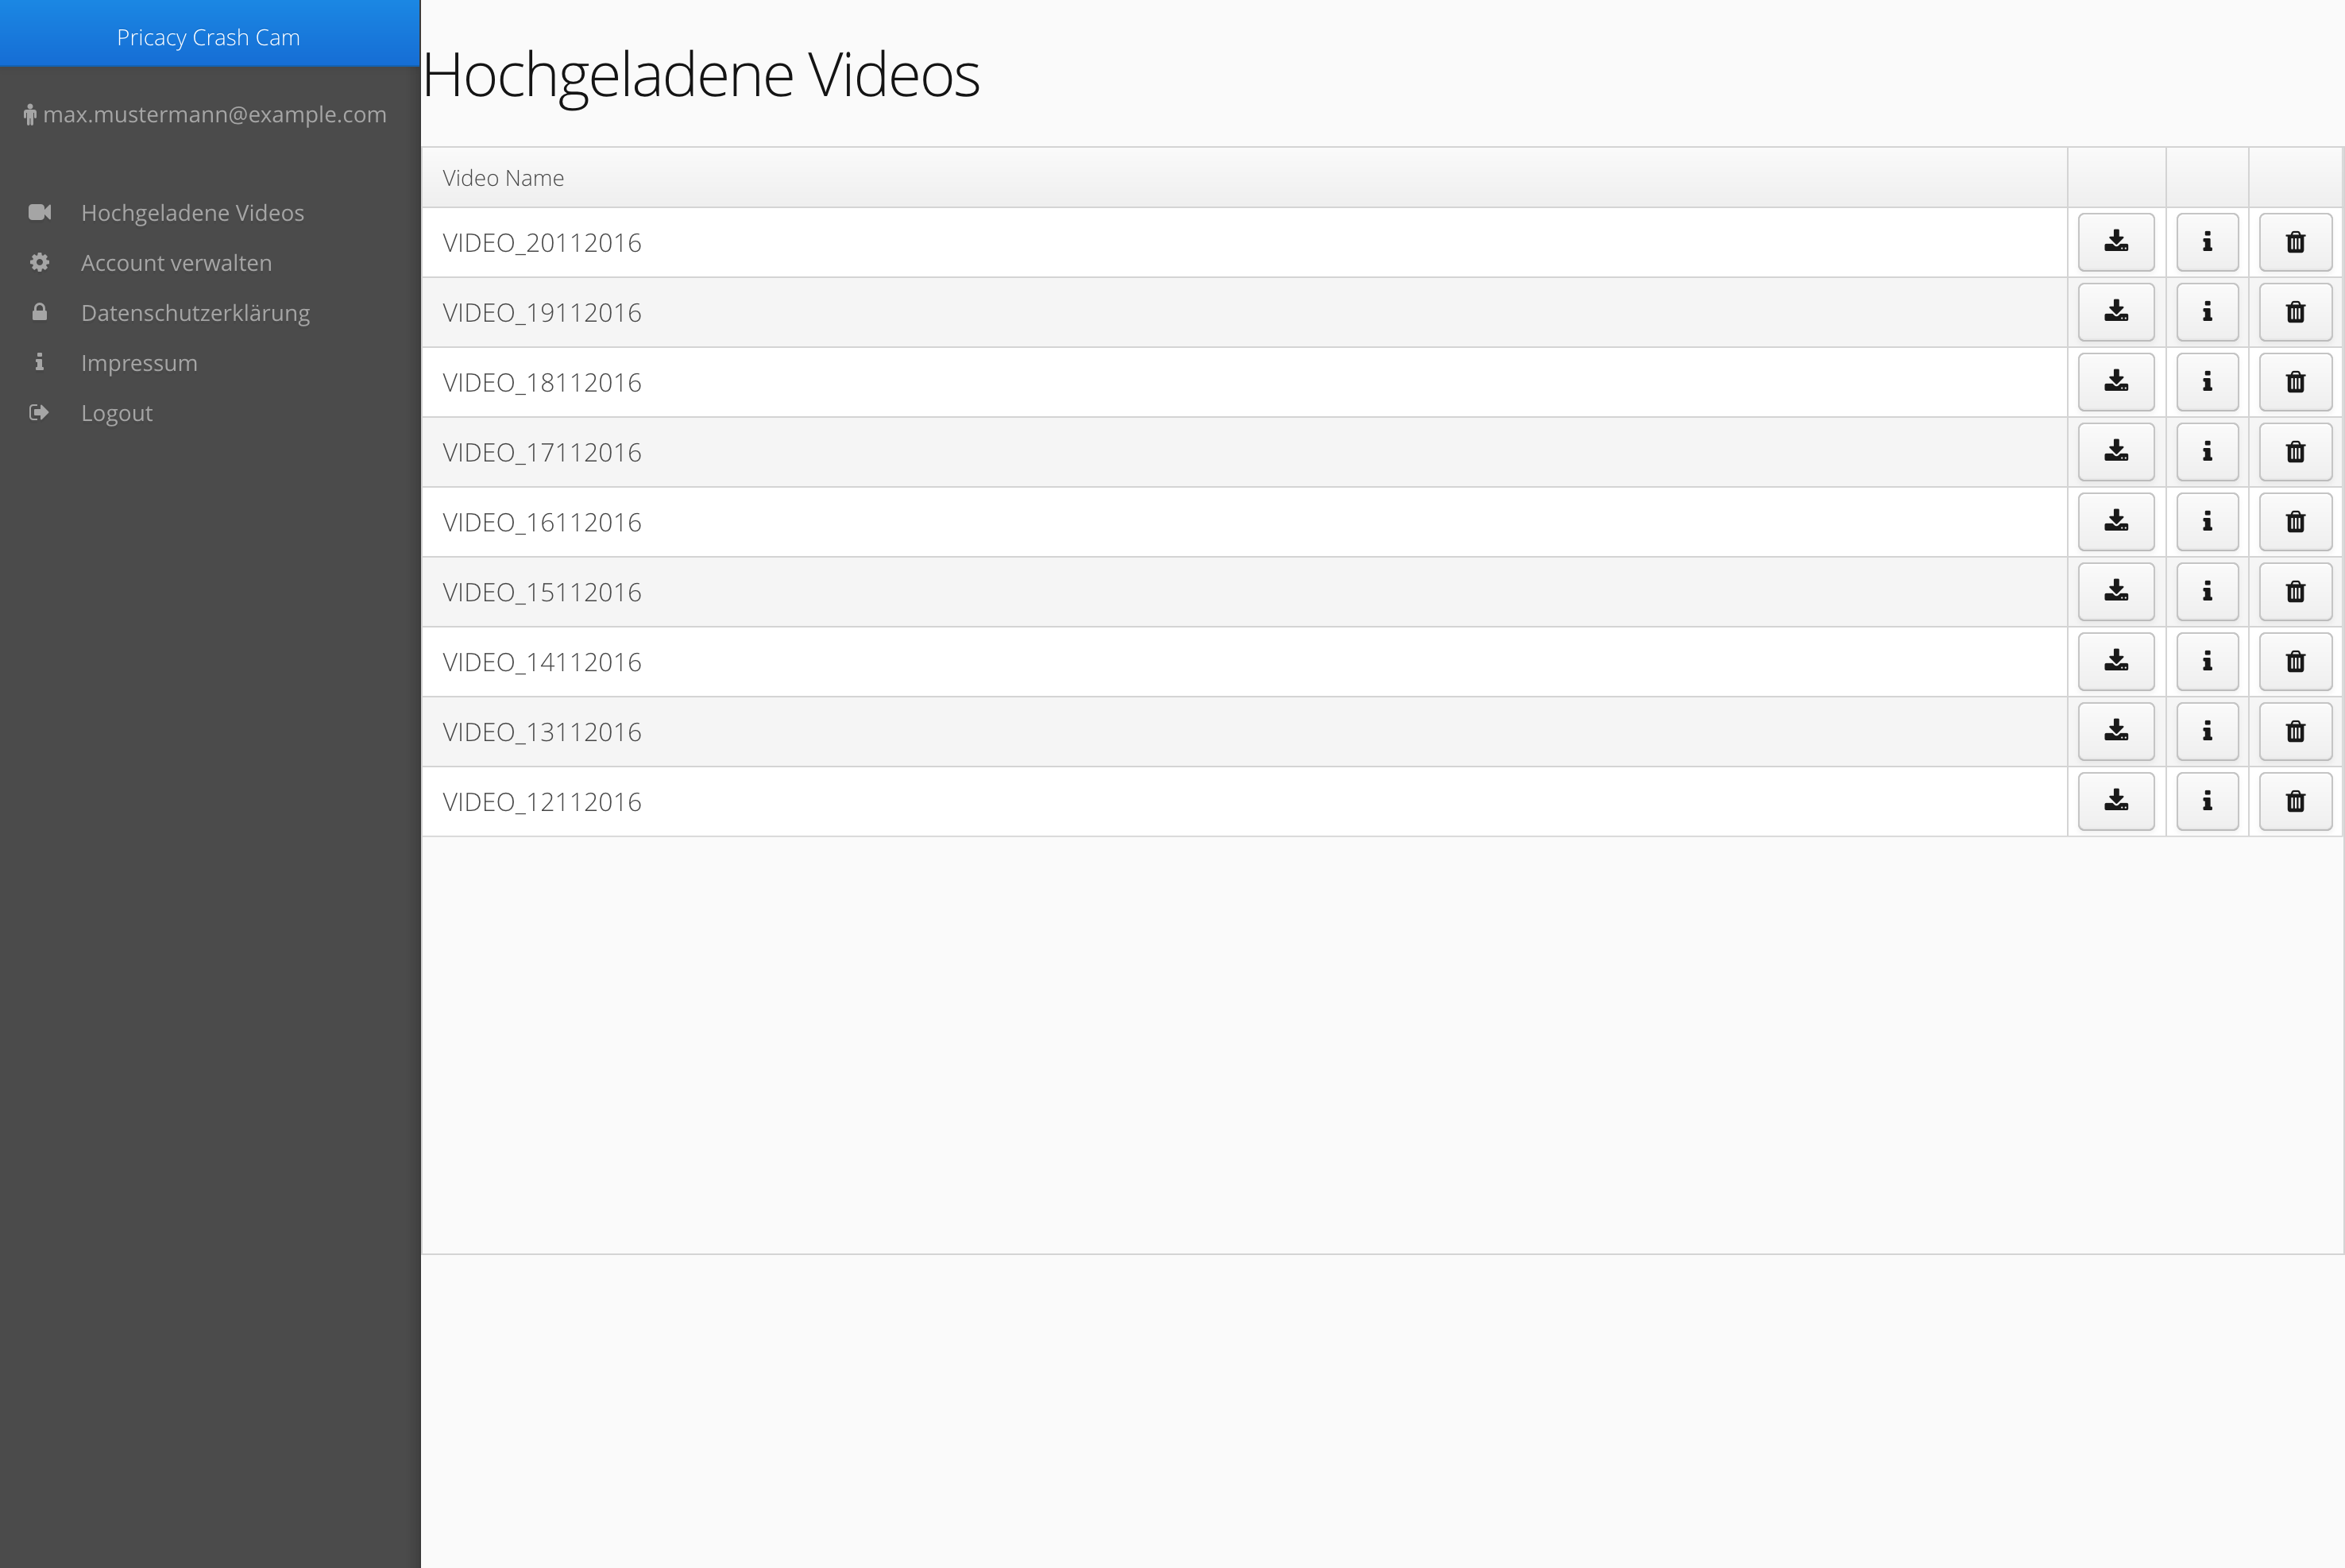 Pricacy Crash Cam
max.mustermann@example.com
Hochgeladene Videos
Account verwalten
Datenschutzerklärung
Impressum
Logout
Hochgeladene Videos
Video Name
VIDEO_20112016
VIDEO_19112016
VIDEO_18112016
VIDEO_17112016
VIDEO_16112016
VIDEO_15112016
VIDEO_14112016
VIDEO_13112016
VIDEO_12112016